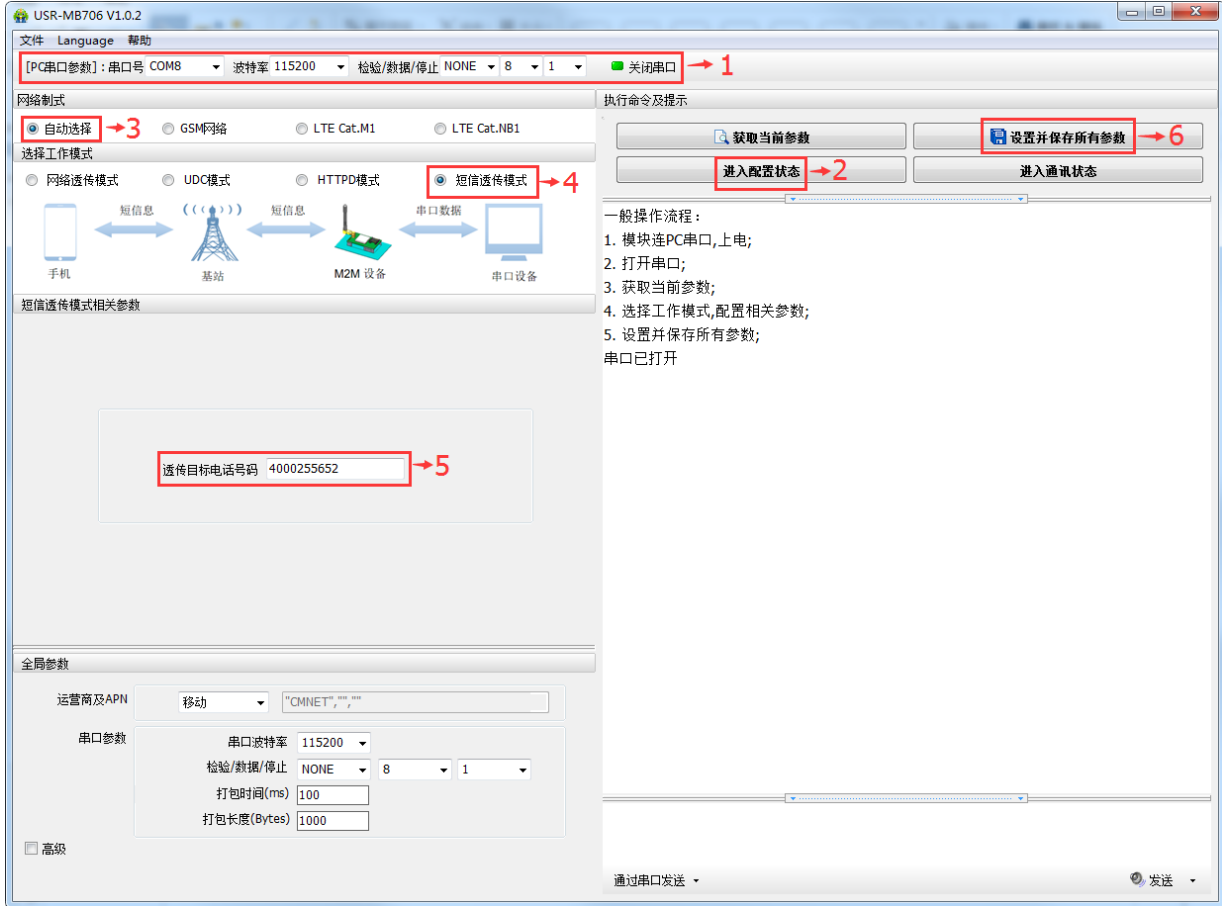 USR-MB706 V1.0.2
文件 Language 帮助
[PC串口参数]：串口号 COM8 波特率 115200 检验/数据/停止 NONE 8 1 关闭串口 1
网络制式
自动选择 3 GSM网络 LTE Cat.M1 LTE Cat.NB1
选择工作模式
网络透传模式 UDC模式 HTTPD模式 短信透传模式 4
短信息 短信息 串口数据
手机 基站 M2M 设备 串口设备
短信透传模式相关参数
透传目标电话号码 4000255652 5
全局参数
运营商及APN 移动 "CMNET","",""
串口参数 串口波特率 115200
检验/数据/停止 NONE 8 1
打包时间(ms) 100
打包长度(Bytes) 1000
高级
执行命令及提示
获取当前参数 设置并保存所有参数 6
进入配置状态 2 进入通讯状态
一般操作流程：
1. 模块连PC串口,上电;
2. 打开串口;
3. 获取当前参数;
4. 选择工作模式,配置相关参数;
5. 设置并保存所有参数;
串口已打开
通过串口发送 发送